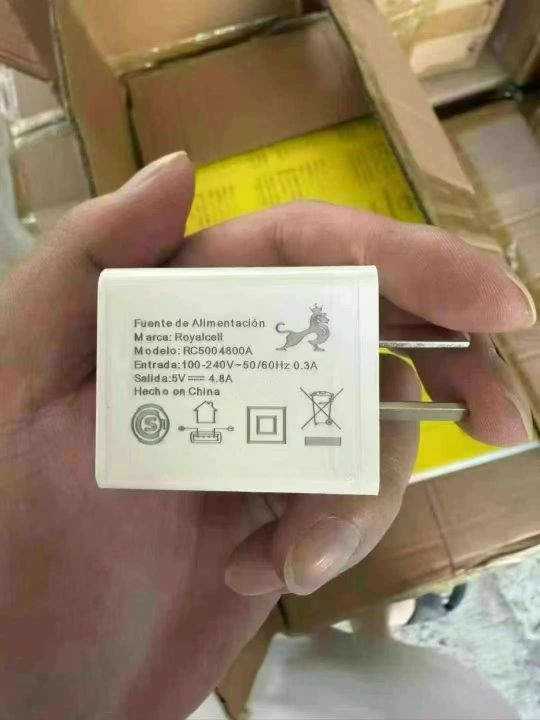 Fuente de Alimentación
Marca: Royalcell
Modelo: RC5004800A
Entrada:100-240V~50/60Hz 0.3A
Salida:5V⎓4.8A
Hecho en China
S